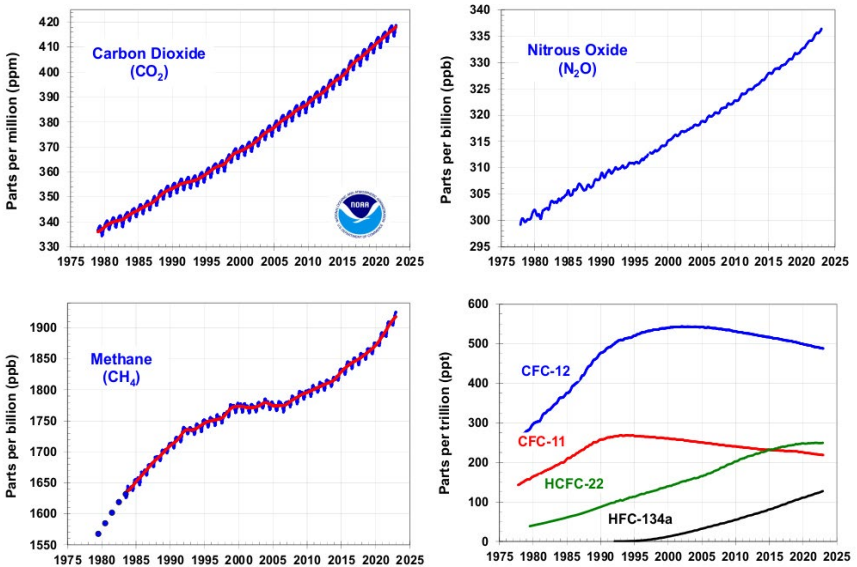 Parts per million (ppm)
420
410
400
390
380
370
360
350
340
330
Carbon Dioxide
(CO₂)
NOAA
1975 1980 1985 1990 1995 2000 2005 2010 2015 2020 2025
Parts per billion (ppb)
340
335
330
325
320
315
310
305
300
295
Nitrous Oxide
(N₂O)
1975 1980 1985 1990 1995 2000 2005 2010 2015 2020 2025
Parts per billion (ppb)
1900
1850
1800
1750
1700
1650
1600
1550
Methane
(CH₄)
1975 1980 1985 1990 1995 2000 2005 2010 2015 2020 2025
Parts per trillion (ppt)
600
500
400
300
200
100
0
CFC-12
CFC-11
HCFC-22
HFC-134a
1975 1980 1985 1990 1995 2000 2005 2010 2015 2020 2025